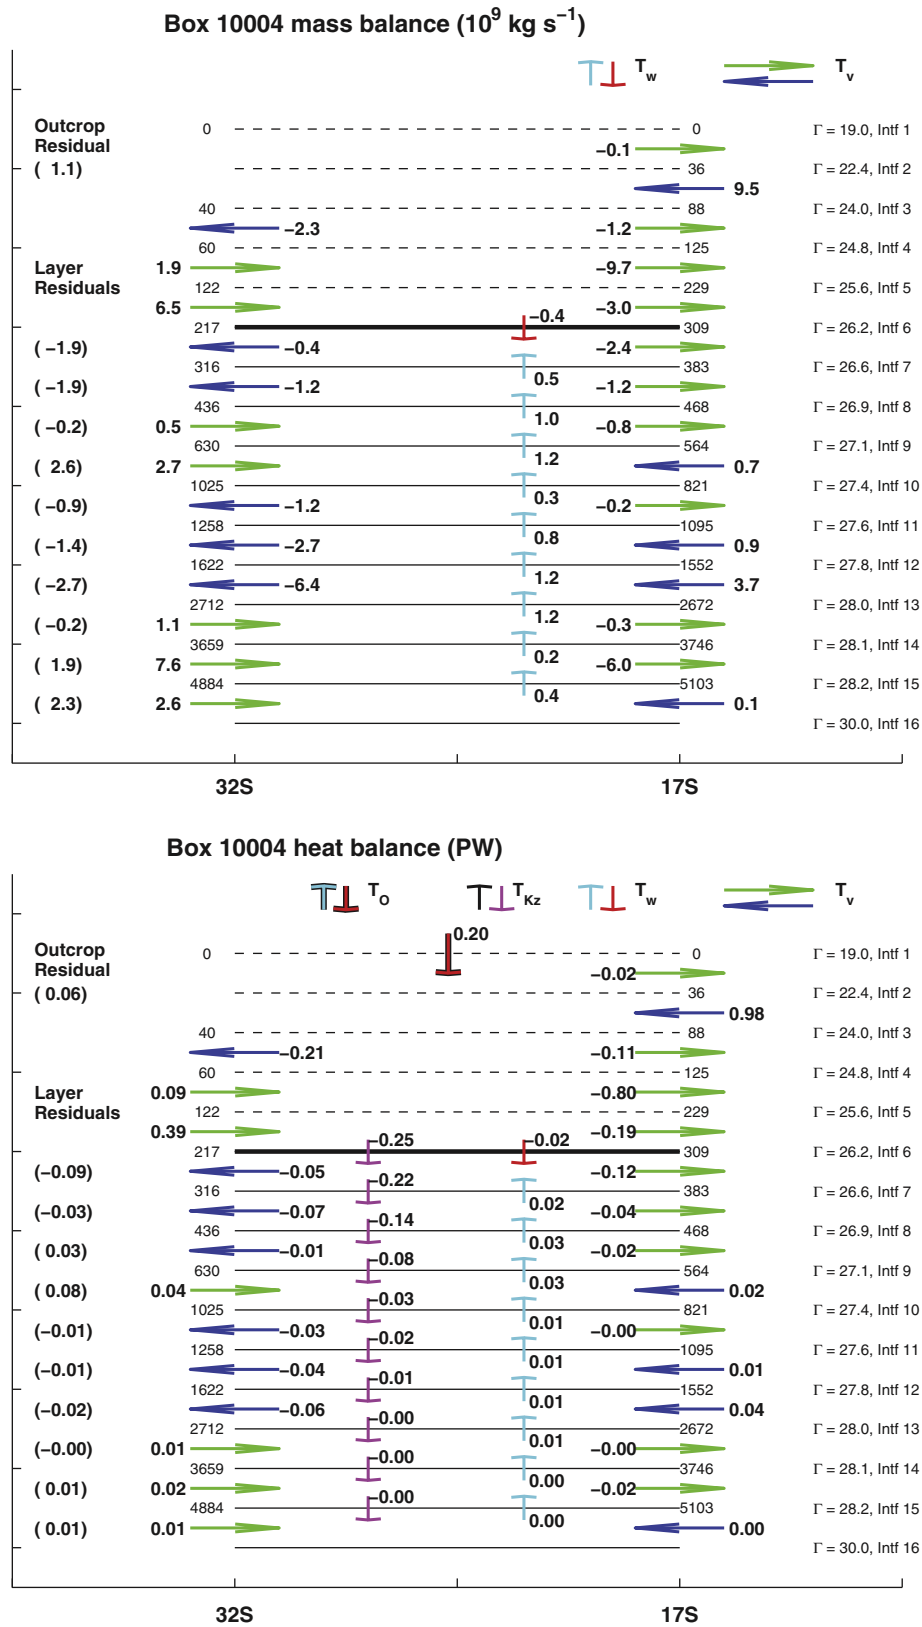 Box 10004 mass balance (10⁹ kg s⁻¹)
T_w T_v
Outcrop 0 0 Γ = 19.0, Intf 1
Residual −0.1
( 1.1) 36 Γ = 22.4, Intf 2
9.5
40 88 Γ = 24.0, Intf 3
−2.3 −1.2
60 125 Γ = 24.8, Intf 4
Layer 1.9 −9.7
Residuals 122 229 Γ = 25.6, Intf 5
6.5 −3.0
217 −0.4 309 Γ = 26.2, Intf 6
( −1.9) −0.4 −2.4
316 0.5 383 Γ = 26.6, Intf 7
( −1.9) −1.2 −1.2
436 1.0 468 Γ = 26.9, Intf 8
( −0.2) 0.5 −0.8
630 1.2 564 Γ = 27.1, Intf 9
( 2.6) 2.7 0.7
1025 0.3 821 Γ = 27.4, Intf 10
( −0.9) −1.2 −0.2
1258 0.8 1095 Γ = 27.6, Intf 11
( −1.4) −2.7 0.9
1622 1.2 1552 Γ = 27.8, Intf 12
( −2.7) −6.4 3.7
2712 1.2 2672 Γ = 28.0, Intf 13
( −0.2) 1.1 −0.3
3659 0.2 3746 Γ = 28.1, Intf 14
( 1.9) 7.6 −6.0
4884 0.4 5103 Γ = 28.2, Intf 15
( 2.3) 2.6 0.1
Γ = 30.0, Intf 16
32S 17S
Box 10004 heat balance (PW)
T_O T_Kz T_w T_v
0.20
Outcrop 0 0 Γ = 19.0, Intf 1
Residual −0.02
( 0.06) 36 Γ = 22.4, Intf 2
0.98
40 88 Γ = 24.0, Intf 3
−0.21 −0.11
60 125 Γ = 24.8, Intf 4
Layer 0.09 −0.80
Residuals 122 229 Γ = 25.6, Intf 5
0.39 −0.19
217 −0.25 −0.02 309 Γ = 26.2, Intf 6
(−0.09) −0.05 −0.12
316 −0.22 0.02 383 Γ = 26.6, Intf 7
(−0.03) −0.07 −0.04
436 −0.14 0.03 468 Γ = 26.9, Intf 8
( 0.03) −0.01 −0.02
630 −0.08 0.03 564 Γ = 27.1, Intf 9
( 0.08) 0.04 0.02
1025 −0.03 0.01 821 Γ = 27.4, Intf 10
(−0.01) −0.03 −0.00
1258 −0.02 0.01 1095 Γ = 27.6, Intf 11
(−0.01) −0.04 0.01
1622 −0.01 0.01 1552 Γ = 27.8, Intf 12
(−0.02) −0.06 0.04
2712 −0.00 0.01 2672 Γ = 28.0, Intf 13
(−0.00) 0.01 −0.00
3659 −0.00 0.00 3746 Γ = 28.1, Intf 14
( 0.01) 0.02 −0.02
4884 −0.00 0.00 5103 Γ = 28.2, Intf 15
( 0.01) 0.01 0.00
Γ = 30.0, Intf 16
32S 17S